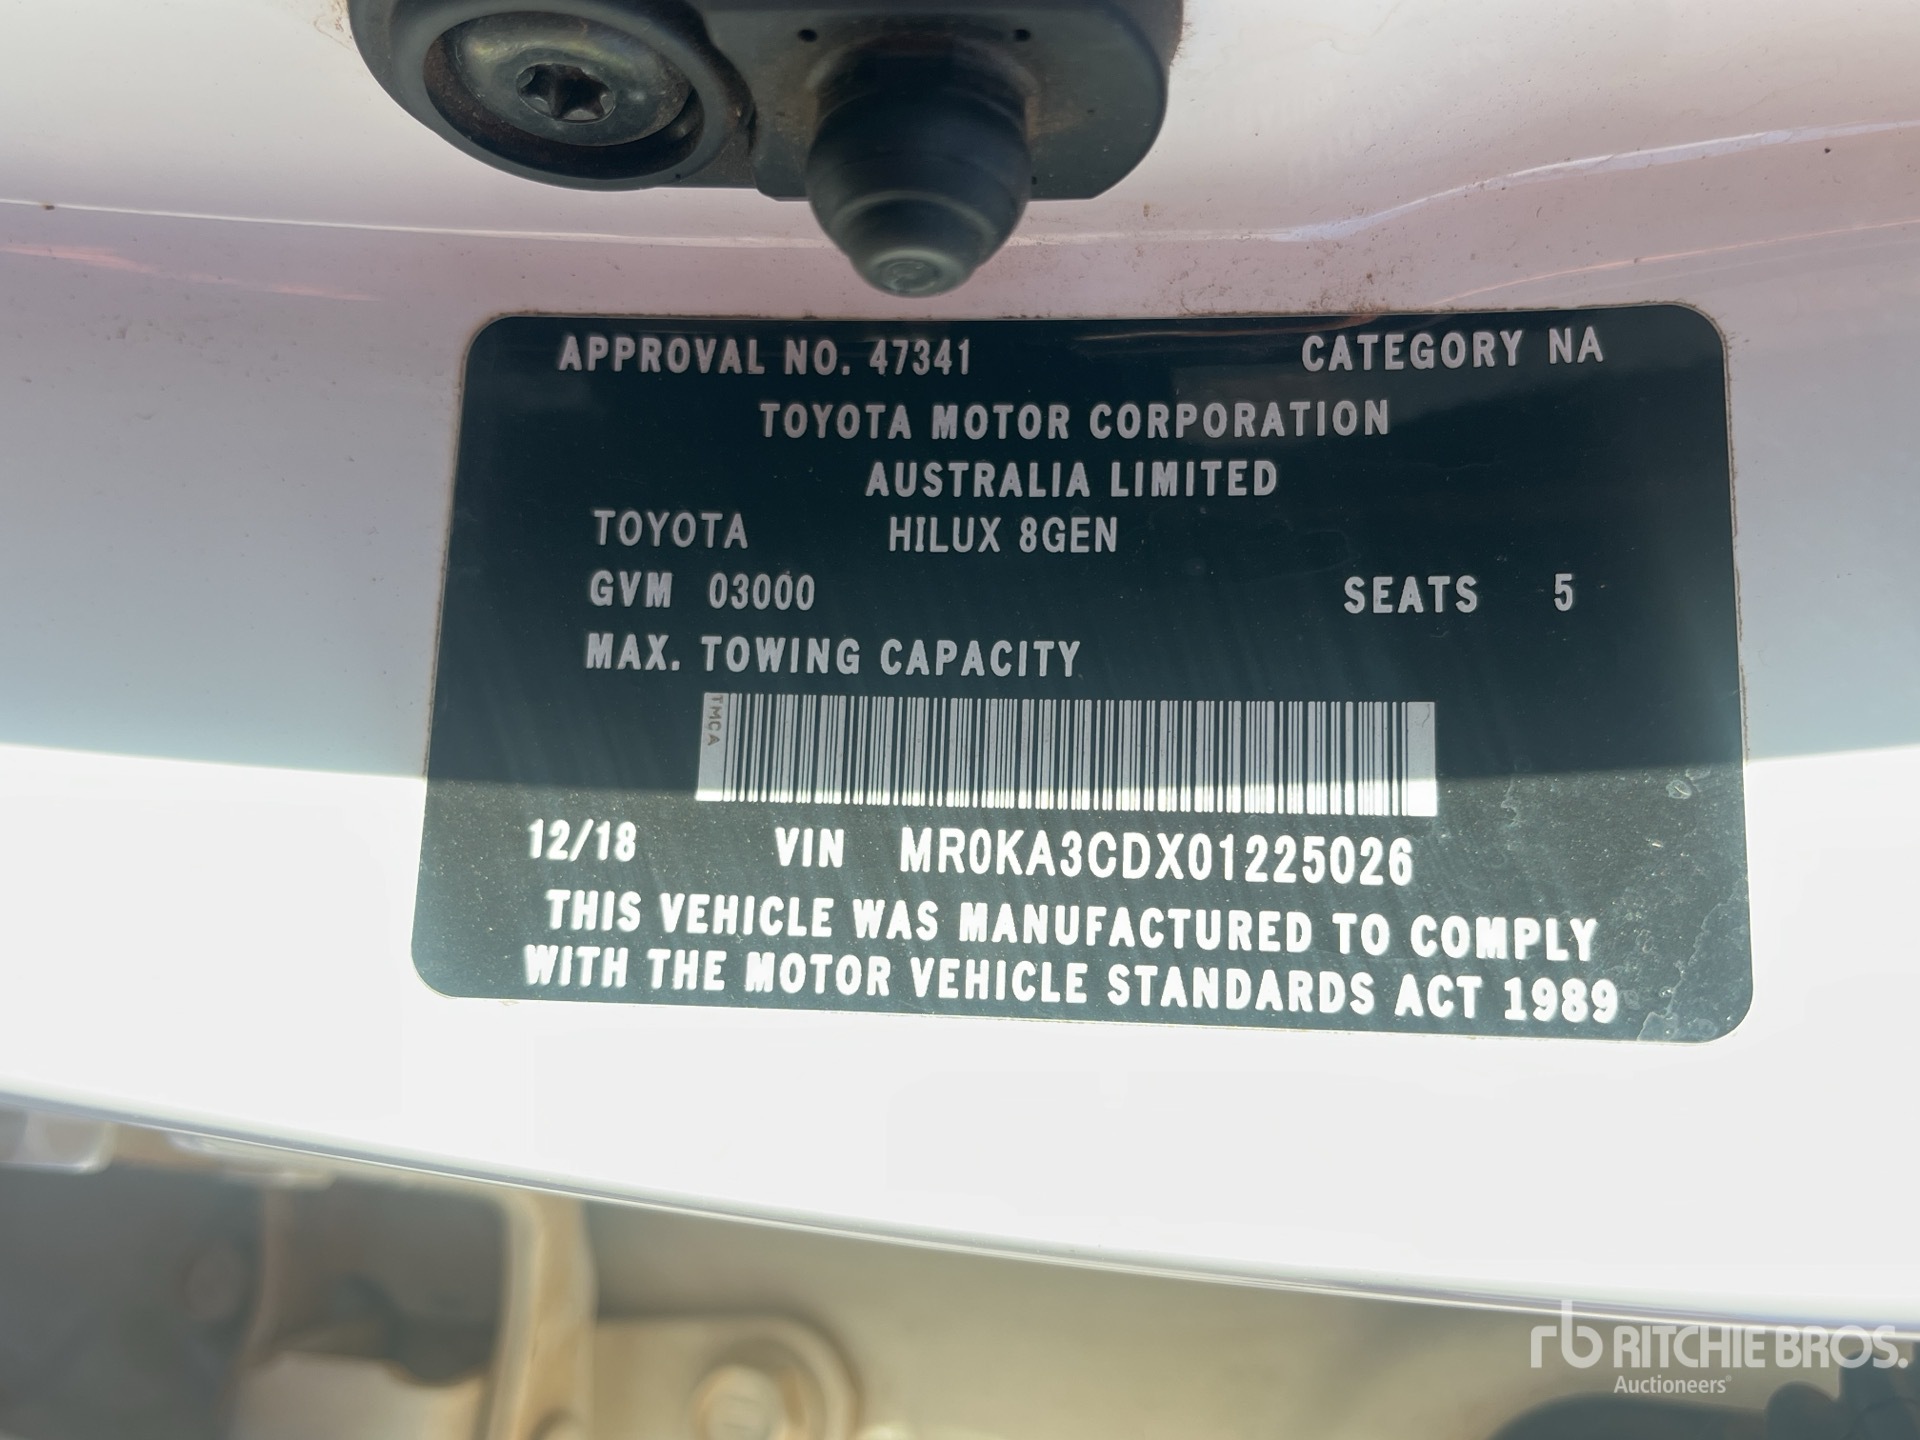 APPROVAL NO. 47341 CATEGORY NA
TOYOTA MOTOR CORPORATION
AUSTRALIA LIMITED
TOYOTA HILUX 8GEN
GVM 03000 SEATS 5
MAX. TOWING CAPACITY
TMCA
12/18 VIN MR0KA3CDX01225026
THIS VEHICLE WAS MANUFACTURED TO COMPLY
WITH THE MOTOR VEHICLE STANDARDS ACT 1989
rb RITCHIE BROS.
Auctioneers